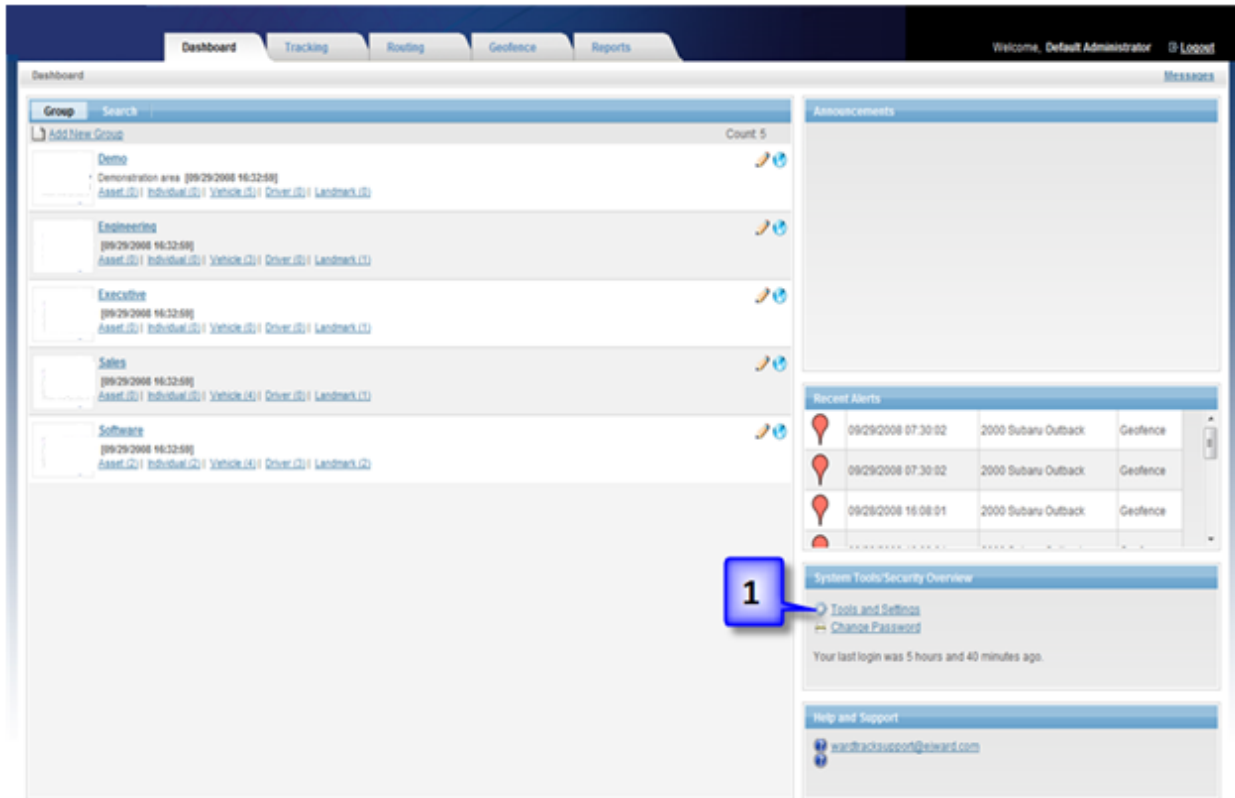 Dashboard Tracking Routing Geofence Reports
Welcome, Default Administrator Logout
Dashboard
Messages
Group Search
Add New Group
Count: 5
Demo
Demonstration area [09/29/2008 16:32:59]
Asset (0) | Individual (0) | Vehicle (5) | Driver (0) | Landmark (0)
Engineering
[09/29/2008 16:32:59]
Asset (0) | Individual (0) | Vehicle (3) | Driver (0) | Landmark (1)
Executive
[09/29/2008 16:32:59]
Asset (0) | Individual (0) | Vehicle (0) | Driver (0) | Landmark (1)
Sales
[09/29/2008 16:32:59]
Asset (0) | Individual (0) | Vehicle (4) | Driver (0) | Landmark (1)
Software
[09/29/2008 16:32:59]
Asset (2) | Individual (2) | Vehicle (4) | Driver (3) | Landmark (2)
Announcements
Recent Alerts
09/29/2008 07:30:02 2000 Subaru Outback Geofence
09/29/2008 07:30:02 2000 Subaru Outback Geofence
09/28/2008 16:08:01 2000 Subaru Outback Geofence
1
System Tools/Security Overview
Tools and Settings
Change Password
Your last login was 5 hours and 40 minutes ago.
Help and Support
wardtracksupport@eiward.com